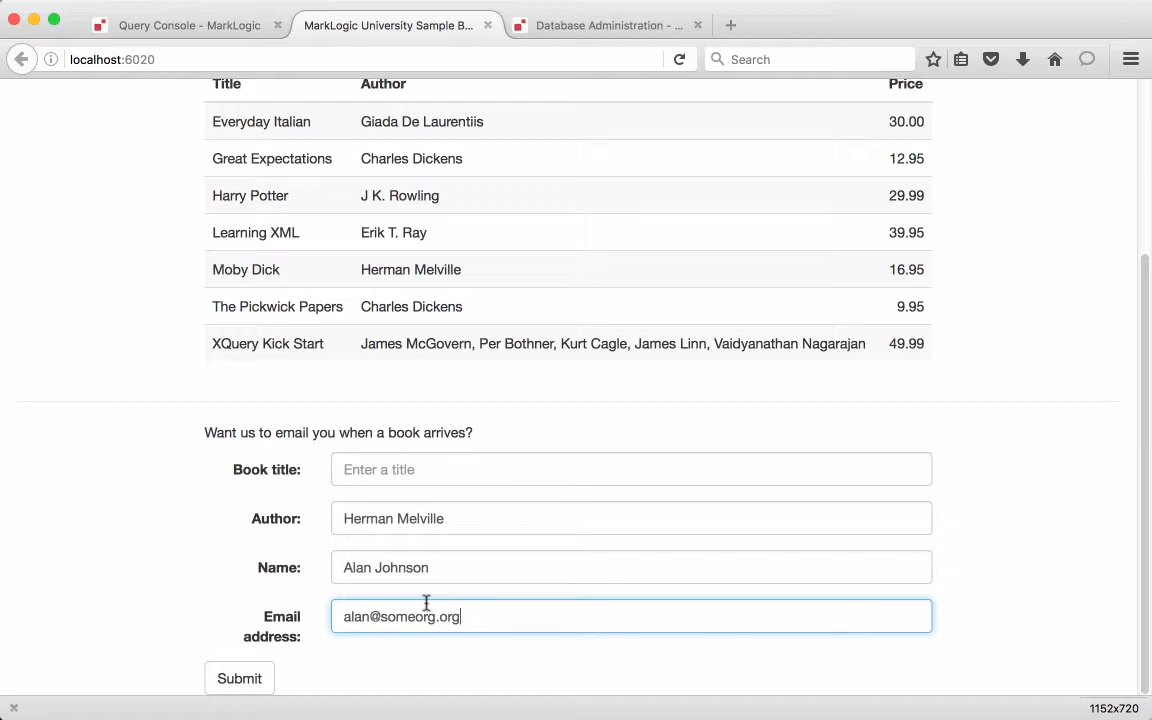 Query Console - MarkLogic
MarkLogic University Sample B...
Database Administration - ...
localhost:6020
Search
Title Author Price
Everyday Italian Giada De Laurentiis 30.00
Great Expectations Charles Dickens 12.95
Harry Potter J K. Rowling 29.99
Learning XML Erik T. Ray 39.95
Moby Dick Herman Melville 16.95
The Pickwick Papers Charles Dickens 9.95
XQuery Kick Start James McGovern, Per Bothner, Kurt Cagle, James Linn, Vaidyanathan Nagarajan 49.99
Want us to email you when a book arrives?
Book title: Enter a title
Author: Herman Melville
Name: Alan Johnson
Email alan@someorg.org
address:
Submit
1152x720